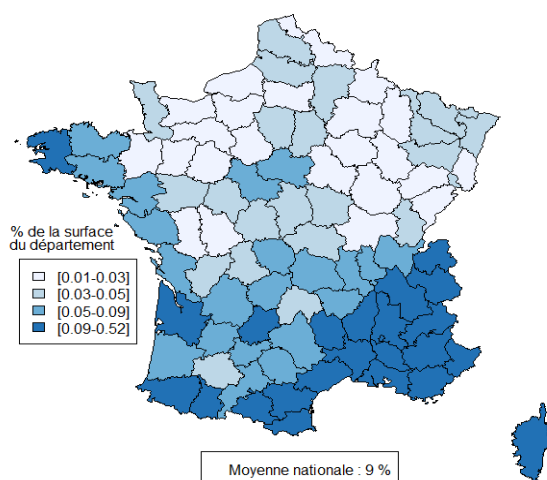 % de la surface
du département
[0.01-0.03]
[0.03-0.05]
[0.05-0.09]
[0.09-0.52]
Moyenne nationale : 9 %